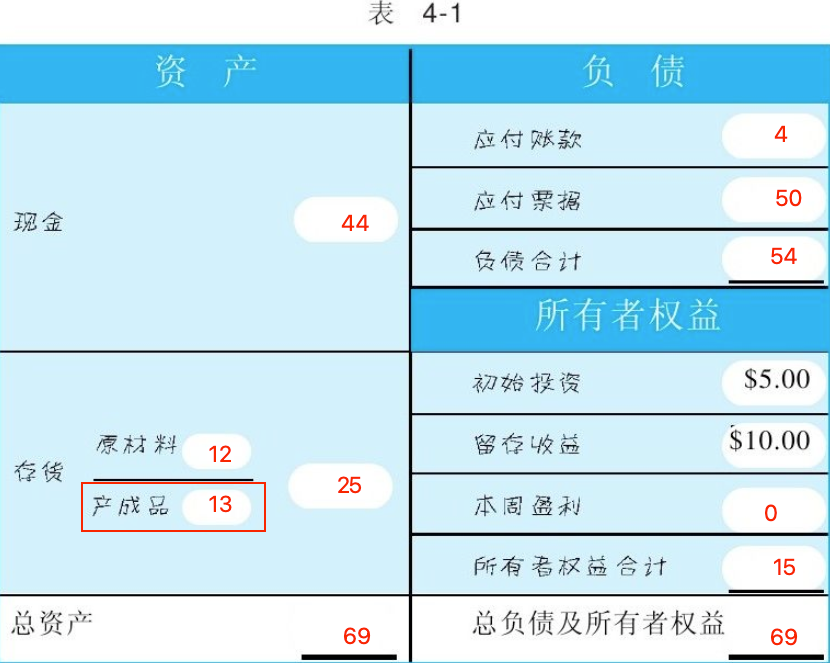 表 4-1
资 产
负 债
现金 44
应付账款 4
应付票据 50
负债合计 54
所有者权益
存货 25
原材料 12
产成品 13
初始投资 $5.00
留存收益 $10.00
本周盈利 0
所有者权益合计 15
总资产 69
总负债及所有者权益 69